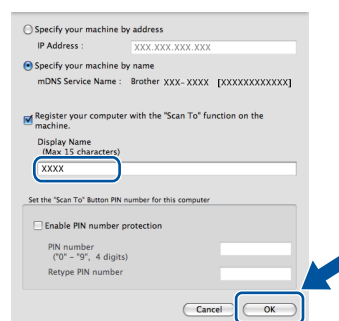 Specify your machine by address
IP Address : XXX.XXX.XXX.XXX
Specify your machine by name
mDNS Service Name : Brother XXX-XXXX [XXXXXXXXXXXX]
Register your computer with the "Scan To" function on the
machine.
Display Name
(Max 15 characters)
XXXX
Set the "Scan To" Button PIN number for this computer
Enable PIN number protection
PIN number
("0" - "9", 4 digits)
Retype PIN number
Cancel OK